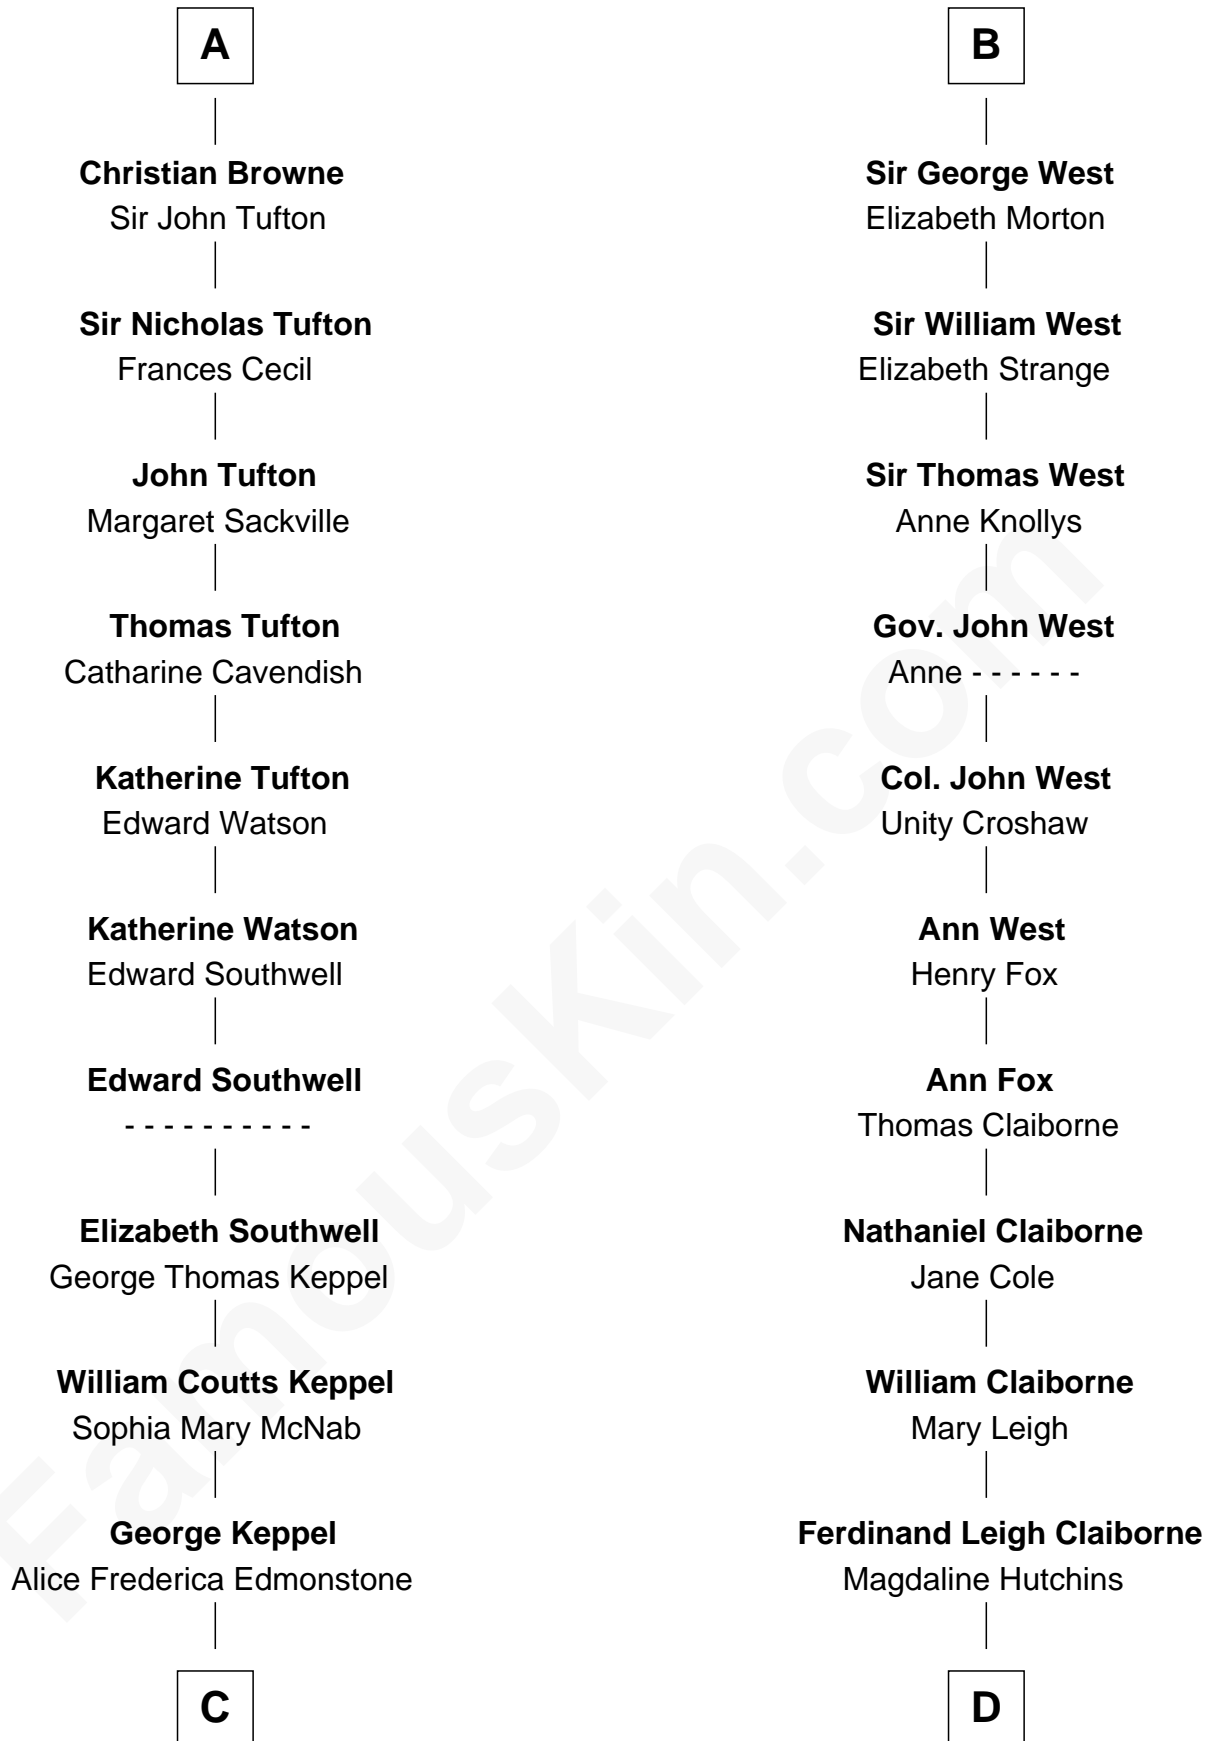 A
Christian Browne
Sir John Tufton
Sir Nicholas Tufton
Frances Cecil
John Tufton
Margaret Sackville
Thomas Tufton
Catharine Cavendish
Katherine Tufton
Edward Watson
Katherine Watson
Edward Southwell
Edward Southwell
- - - - - - - - - -
Elizabeth Southwell
George Thomas Keppel
William Coutts Keppel
Sophia Mary McNab
George Keppel
Alice Frederica Edmonstone
C
B
Sir George West
Elizabeth Morton
Sir William West
Elizabeth Strange
Sir Thomas West
Anne Knollys
Gov. John West
Anne - - - - - -
Col. John West
Unity Croshaw
Ann West
Henry Fox
Ann Fox
Thomas Claiborne
Nathaniel Claiborne
Jane Cole
William Claiborne
Mary Leigh
Ferdinand Leigh Claiborne
Magdaline Hutchins
D
FamousKin.com